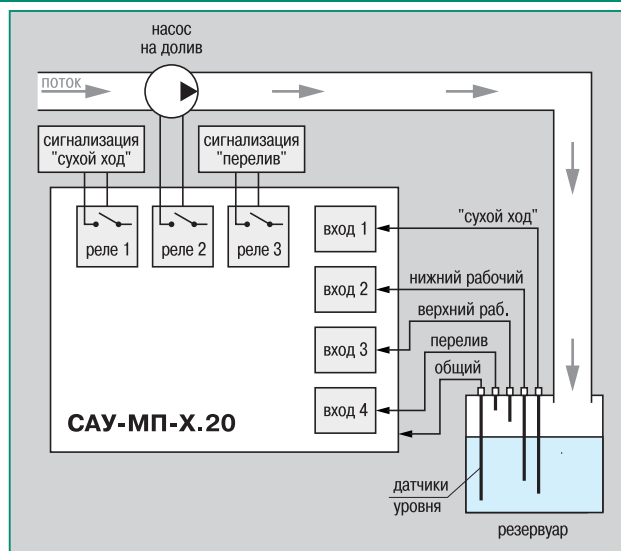 насос
на долив
ПОТОК
сигнализация
"сухой ход"
сигнализация
"перелив"
реле 1
реле 2
реле 3
вход 1
"сухой ход"
вход 2
нижний рабочий
верхний раб.
вход 3
перелив
общий
вход 4
САУ-МП-Х.20
датчики
уровня
резервуар